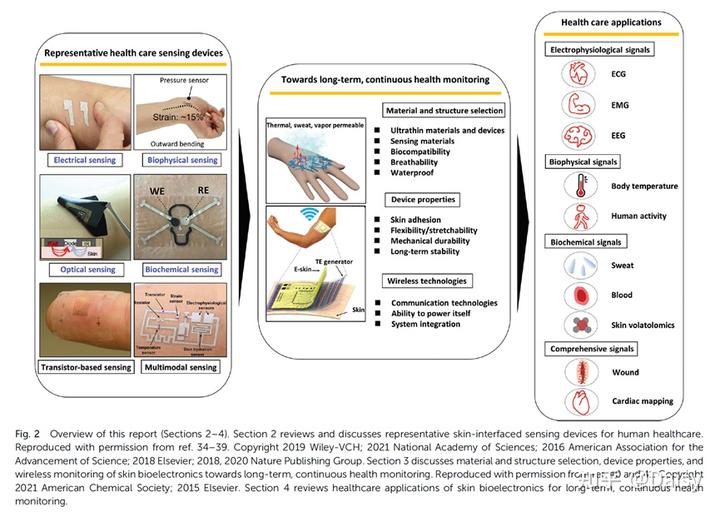 Representative health care sensing devices
Pressure sensor
Strain: ~15%
Outward bending
Electrical sensing
Biophysical sensing
WE
RE
Skin
Optical sensing
Biochemical sensing
Transistor
Strain sensor
Electrophysiological sensors
Temperature sensor
Skin hydration sensor
Transistor-based sensing
Multimodal sensing
Towards long-term, continuous health monitoring
Thermal, sweat, vapor permeable
Material and structure selection
Ultrathin materials and devices
Sensing materials
Biocompatibility
Breathability
Waterproof
Device properties
Skin adhesion
Flexibility/stretchability
Mechanical durability
Long-term stability
E-skin
TE generator
Skin
Wireless technologies
Communication technologies
Ability to power itself
System integration
Health care applications
Electrophysiological signals
ECG
EMG
EEG
Biophysical signals
Body temperature
Human activity
Biochemical signals
Sweat
Blood
Skin volatolomics
Comprehensive signals
Wound
Cardiac mapping
Fig. 2 Overview of this report (Sections 2–4). Section 2 reviews and discusses representative skin-interfaced sensing devices for human healthcare.
Reproduced with permission from ref. 34–39. Copyright 2019 Wiley-VCH; 2021 National Academy of Sciences; 2016 American Association for the
Advancement of Science; 2018 Elsevier; 2018, 2020 Nature Publishing Group. Section 3 discusses material and structure selection, device properties, and
wireless monitoring of skin bioelectronics towards long-term, continuous health monitoring. Reproduced with permission from ref. and Copyright
2021 American Chemical Society; 2015 Elsevier. Section 4 reviews healthcare applications of skin bioelectronics for long-term, continuous health
monitoring.
知乎 @Daisy